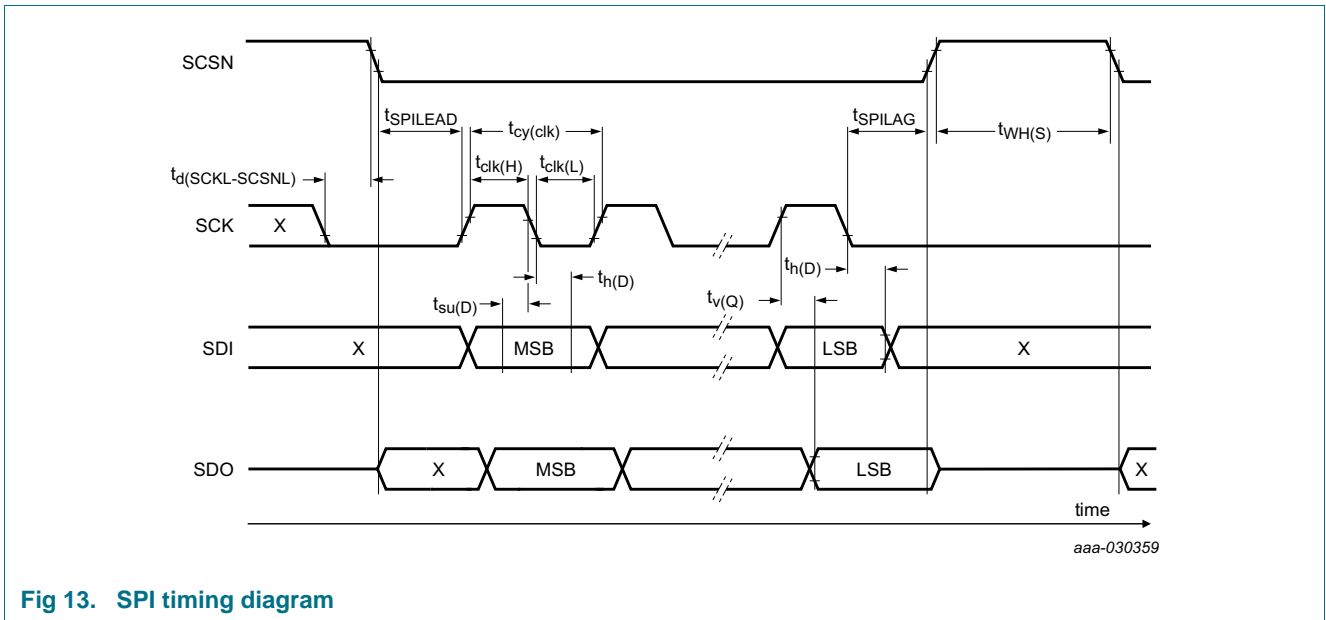 SCSN
tSPILEAD
tcy(clk)
tSPILAG
tWH(S)
td(SCKL-SCSNL)
tclk(H)
tclk(L)
SCK
X
th(D)
th(D)
tsu(D)
tv(Q)
SDI
X
MSB
LSB
X
SDO
X
MSB
LSB
X
time
aaa-030359
Fig 13. SPI timing diagram